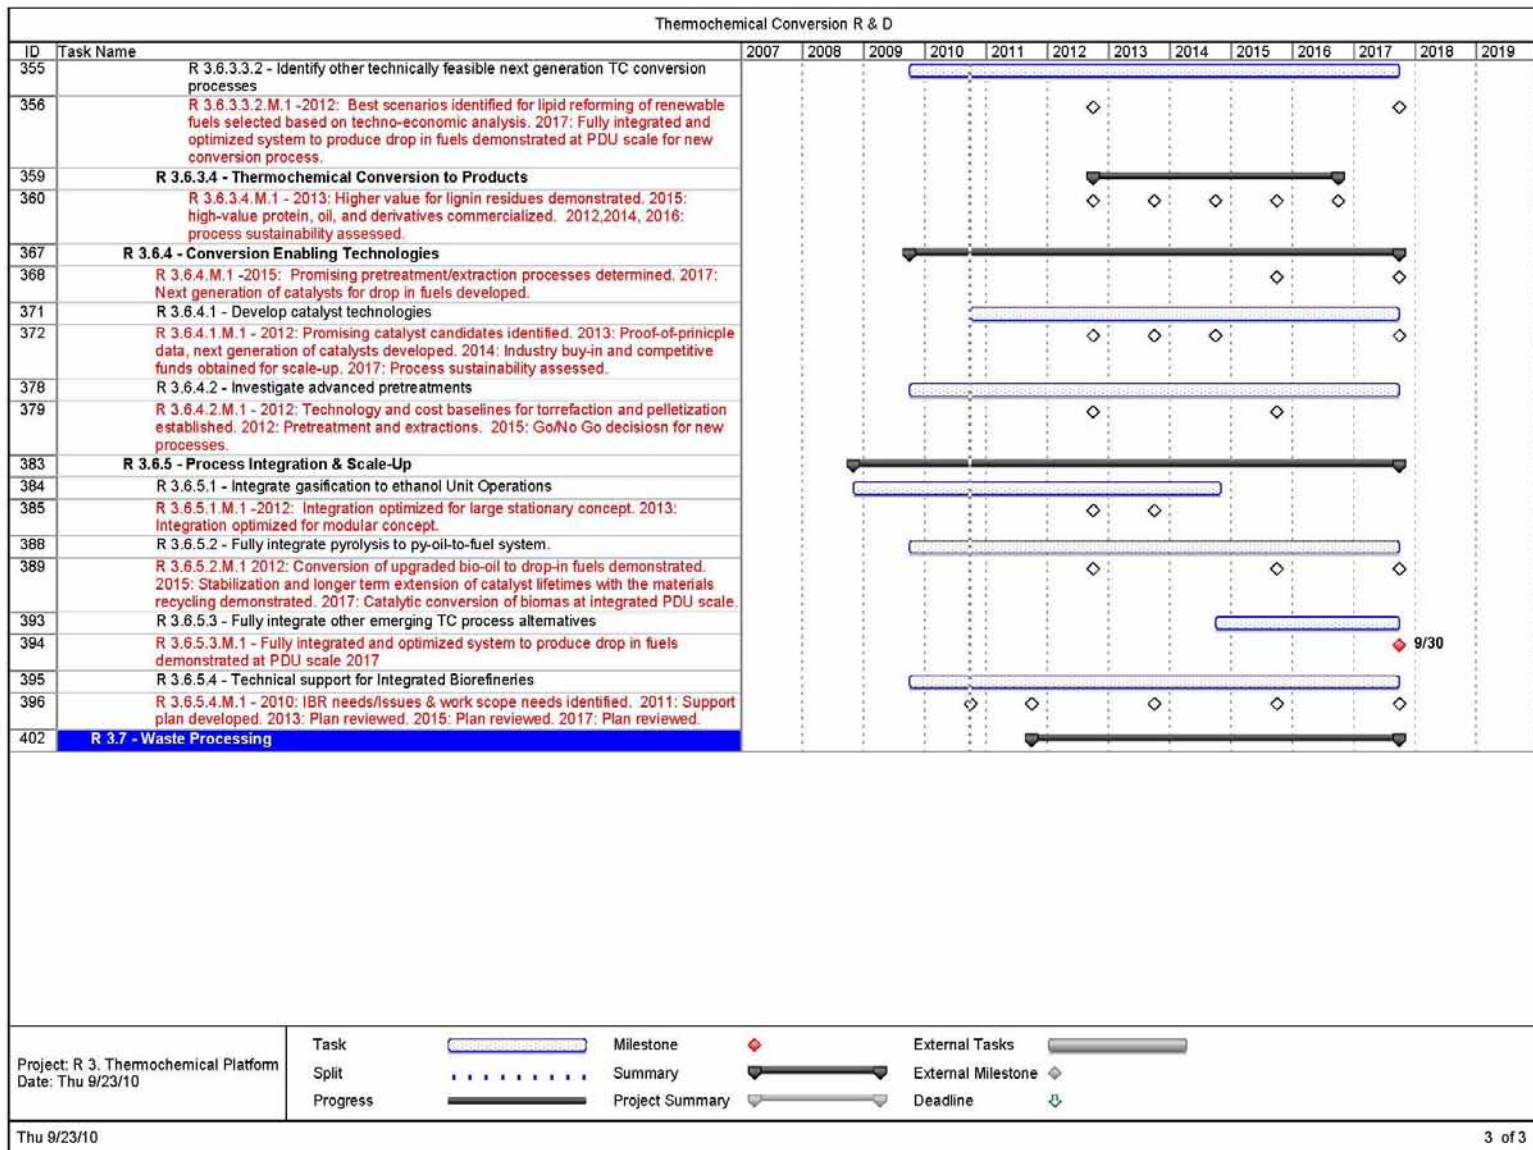 Thermochemical Conversion R & D
ID Task Name 2007 2008 2009 2010 2011 2012 2013 2014 2015 2016 2017 2018 2019
355 R 3.6.3.3.2 - Identify other technically feasible next generation TC conversion
processes
356 R 3.6.3.3.2.M.1 -2012: Best scenarios identified for lipid reforming of renewable
fuels selected based on techno-economic analysis. 2017: Fully integrated and
optimized system to produce drop in fuels demonstrated at PDU scale for new
conversion process.
359 R 3.6.3.4 - Thermochemical Conversion to Products
360 R 3.6.3.4.M.1 - 2013: Higher value for lignin residues demonstrated. 2015:
high-value protein, oil, and derivatives commercialized. 2012,2014, 2016:
process sustainability assessed.
367 R 3.6.4 - Conversion Enabling Technologies
368 R 3.6.4.M.1 -2015: Promising pretreatment/extraction processes determined. 2017:
Next generation of catalysts for drop in fuels developed.
371 R 3.6.4.1 - Develop catalyst technologies
372 R 3.6.4.1.M.1 - 2012: Promising catalyst candidates identified. 2013: Proof-of-prinicple
data, next generation of catalysts developed. 2014: Industry buy-in and competitive
funds obtained for scale-up. 2017: Process sustainability assessed.
378 R 3.6.4.2 - Investigate advanced pretreatments
379 R 3.6.4.2.M.1 - 2012: Technology and cost baselines for torrefaction and pelletization
established. 2012: Pretreatment and extractions. 2015: Go/No Go decisiosn for new
processes.
383 R 3.6.5 - Process Integration & Scale-Up
384 R 3.6.5.1 - Integrate gasification to ethanol Unit Operations
385 R 3.6.5.1.M.1 -2012: Integration optimized for large stationary concept. 2013:
Integration optimized for modular concept.
388 R 3.6.5.2 - Fully integrate pyrolysis to py-oil-to-fuel system.
389 R 3.6.5.2.M.1 2012: Conversion of upgraded bio-oil to drop-in fuels demonstrated.
2015: Stabilization and longer term extension of catalyst lifetimes with the materials
recycling demonstrated. 2017: Catalytic conversion of biomas at integrated PDU scale.
393 R 3.6.5.3 - Fully integrate other emerging TC process alternatives
394 R 3.6.5.3.M.1 - Fully integrated and optimized system to produce drop in fuels 9/30
demonstrated at PDU scale 2017
395 R 3.6.5.4 - Technical support for Integrated Biorefineries
396 R 3.6.5.4.M.1 - 2010: IBR needs/Issues & work scope needs identified. 2011: Support
plan developed. 2013: Plan reviewed. 2015: Plan reviewed. 2017: Plan reviewed.
402 R 3.7 - Waste Processing
Project: R 3. Thermochemical Platform
Date: Thu 9/23/10
Task Milestone External Tasks
Split Summary External Milestone
Progress Project Summary Deadline
Thu 9/23/10 3 of 3